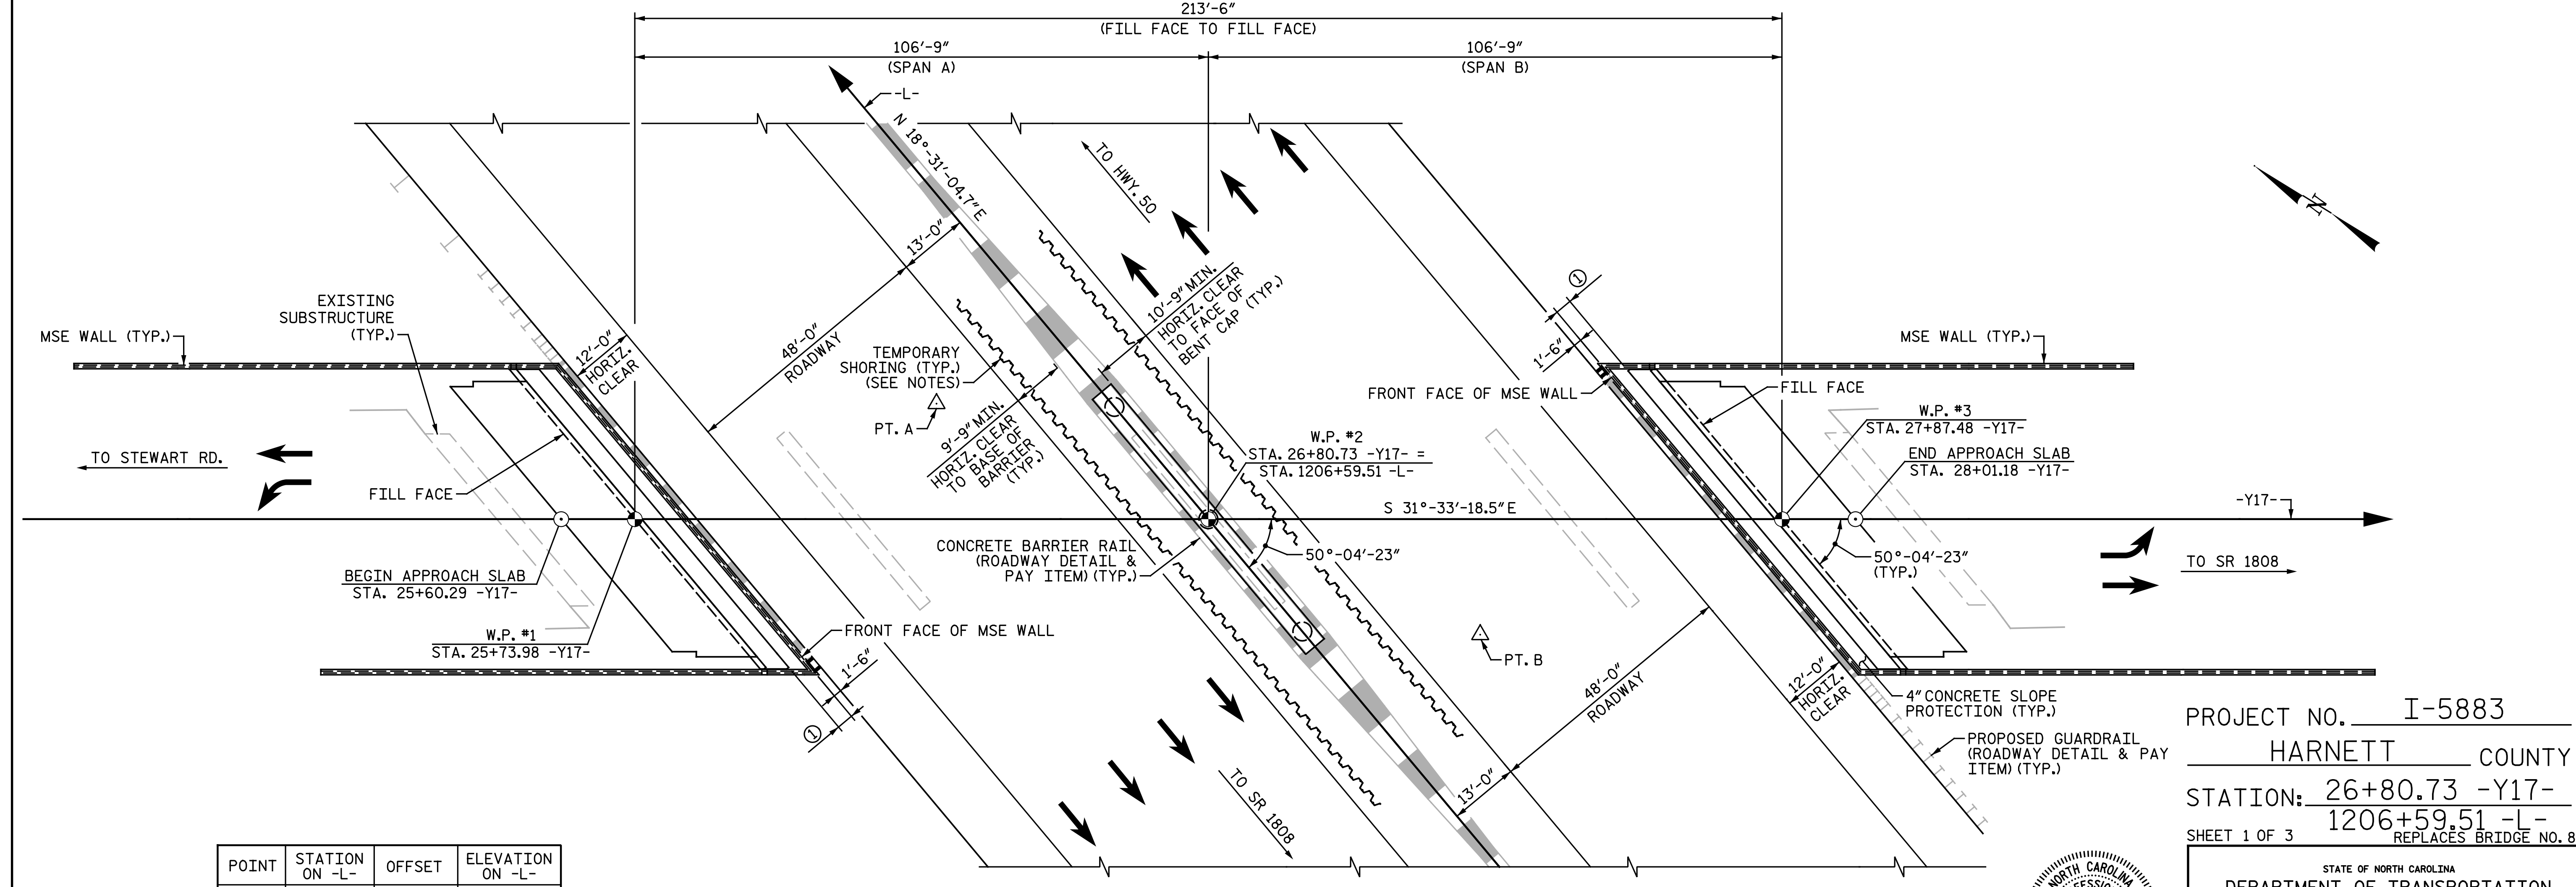 213'-6"
(FILL FACE TO FILL FACE)
106'-9"
(SPAN A)
106'-9"
(SPAN B)
-L-
N 18°-31'-04.7"E
TO HWY. 50
N
13'-0"
10'-9" MIN.
HORIZ. CLEAR
TO FACE OF
BENT CAP (TYP.)
1
1'-6"
EXISTING
SUBSTRUCTURE
(TYP.)
MSE WALL (TYP.)
12'-0"
HORIZ.
CLEAR
48'-0"
ROADWAY
TEMPORARY
SHORING (TYP.)
(SEE NOTES)
PT. A
9'-9" MIN.
HORIZ. CLEAR
TO BASE OF
BARRIER
(TYP.)
MSE WALL (TYP.)
FRONT FACE OF MSE WALL
FILL FACE
W.P. #3
STA. 27+87.48 -Y17-
W.P. #2
STA. 26+80.73 -Y17- =
STA. 1206+59.51 -L-
END APPROACH SLAB
STA. 28+01.18 -Y17-
TO STEWART RD.
FILL FACE
S 31°-33'-18.5"E
-Y17-
CONCRETE BARRIER RAIL
(ROADWAY DETAIL &
PAY ITEM) (TYP.)
50°-04'-23"
50°-04'-23"
(TYP.)
TO SR 1808
BEGIN APPROACH SLAB
STA. 25+60.29 -Y17-
W.P. #1
STA. 25+73.98 -Y17-
FRONT FACE OF MSE WALL
1'-6"
1
PT. B
48'-0"
ROADWAY
12'-0"
HORIZ.
CLEAR
4" CONCRETE SLOPE
PROTECTION (TYP.)
PROPOSED GUARDRAIL
(ROADWAY DETAIL & PAY
ITEM) (TYP.)
13'-0"
TO SR 1808
PROJECT NO. I-5883
HARNETT COUNTY
STATION: 26+80.73 -Y17-
1206+59.51 -L-
SHEET 1 OF 3 REPLACES BRIDGE NO. 8
STATE OF NORTH CAROLINA
DEPARTMENT OF TRANSPORTATION
NORTH CAROLINA
POINT STATION ON -L- OFFSET ELEVATION ON -L-